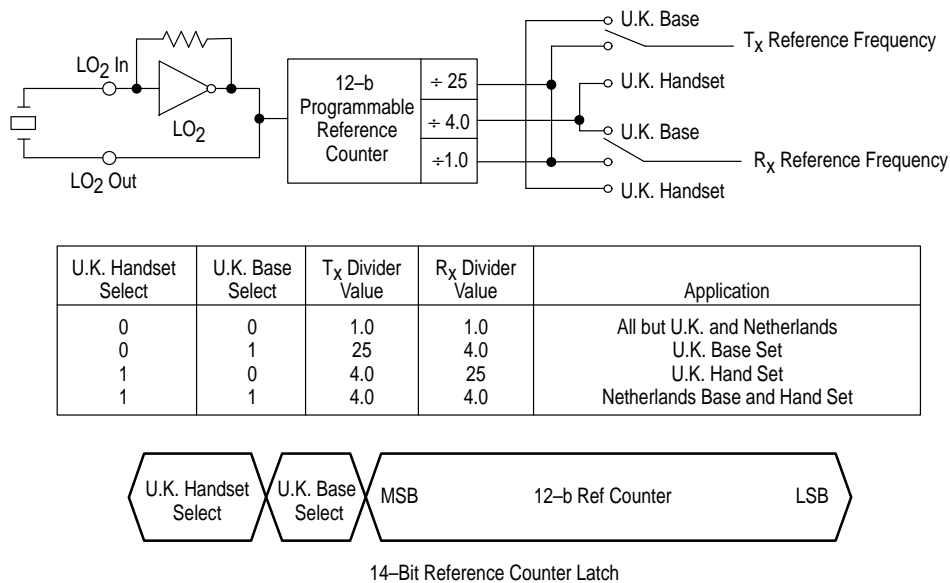 U.K. Base
TX Reference Frequency
LO2 In
LO2
LO2 Out
12–b
Programmable
Reference
Counter
÷ 25
÷ 4.0
÷1.0
U.K. Handset
U.K. Base
RX Reference Frequency
U.K. Handset
U.K. Handset Select U.K. Base Select TX Divider Value RX Divider Value Application
0 0 1.0 1.0 All but U.K. and Netherlands
0 1 25 4.0 U.K. Base Set
1 0 4.0 25 U.K. Hand Set
1 1 4.0 4.0 Netherlands Base and Hand Set
U.K. Handset Select U.K. Base Select MSB 12–b Ref Counter LSB
14–Bit Reference Counter Latch